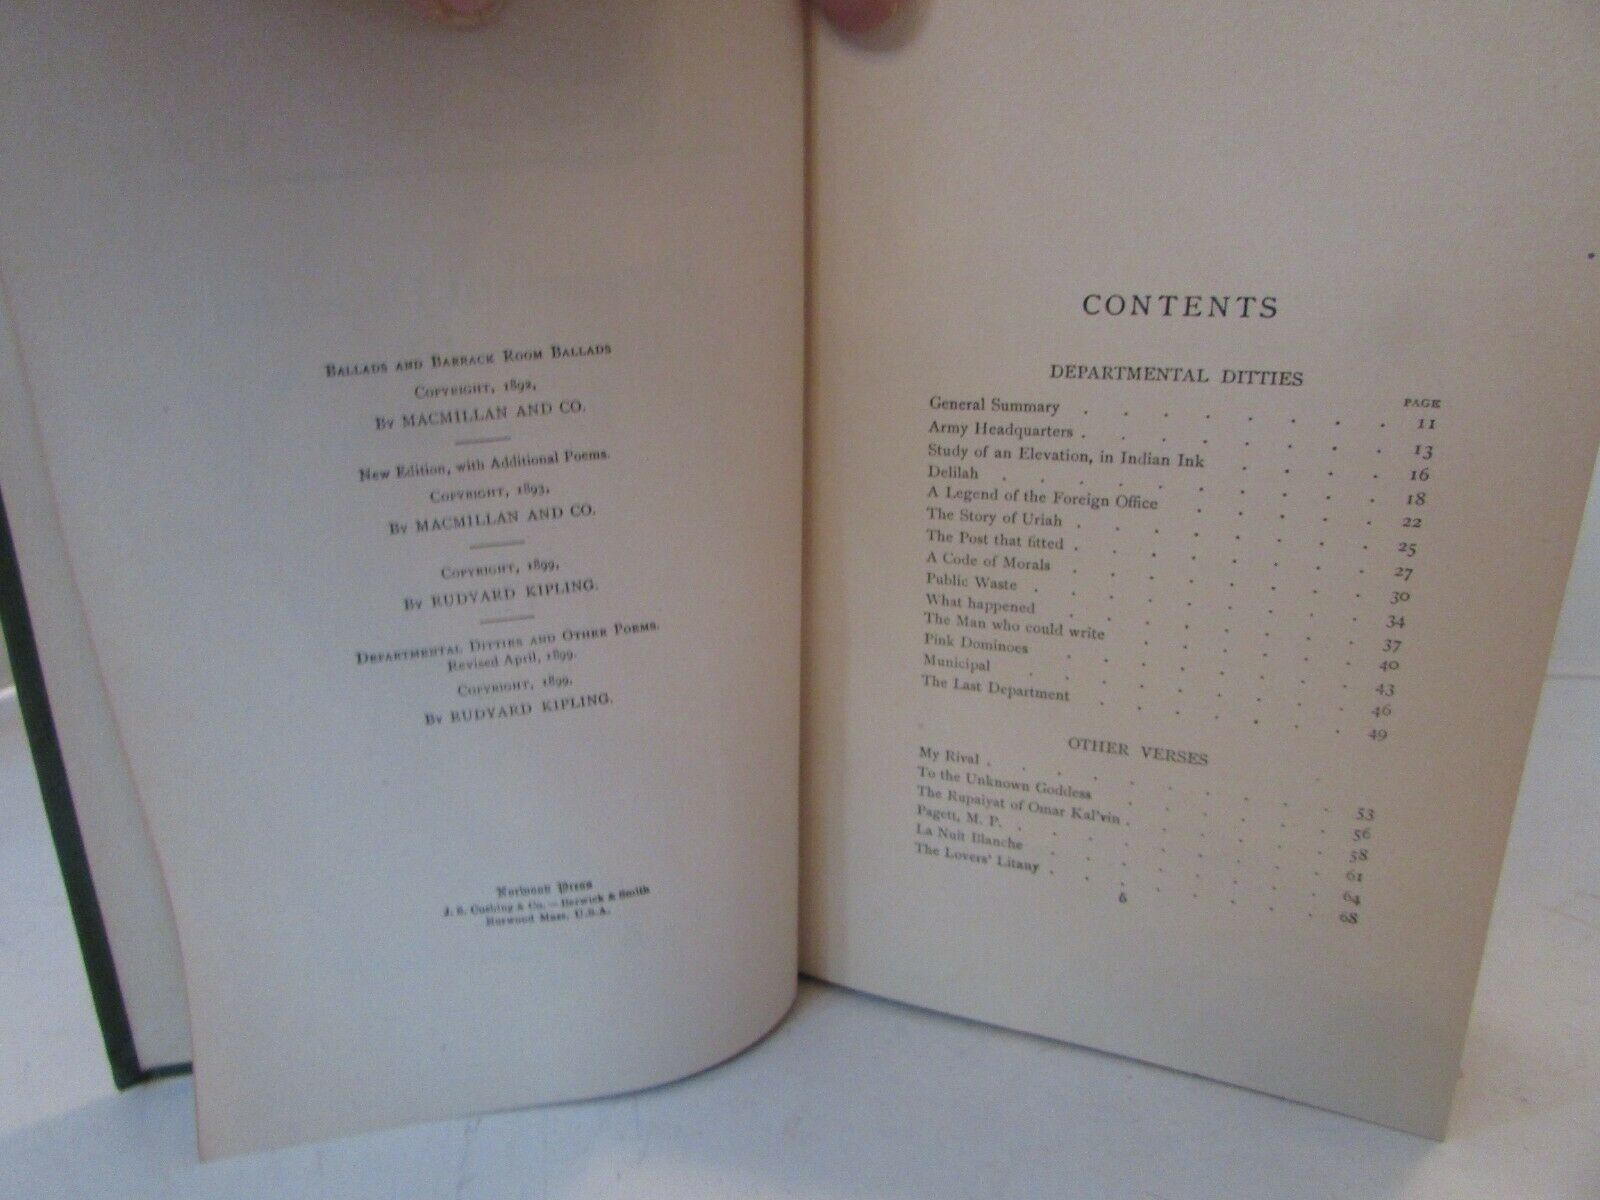 BALLADS AND BARRACK ROOM BALLADS
COPYRIGHT, 1892,
BY MACMILLAN AND CO.
New Edition, with Additional Poems.
COPYRIGHT, 1893,
BY MACMILLAN AND CO.
COPYRIGHT, 1899,
BY RUDYARD KIPLING.
DEPARTMENTAL DITTIES AND OTHER POEMS.
Revised April, 1899.
COPYRIGHT, 1899,
BY RUDYARD KIPLING.
Norwood Press
J. S. Cushing & Co. — Berwick & Smith
Norwood Mass. U.S.A.
CONTENTS
DEPARTMENTAL DITTIES
PAGE
General Summary . . . . . . . . 11
Army Headquarters . . . . . . . . 13
Study of an Elevation, in Indian Ink . . . . 16
Delilah . . . . . . . . . . 18
A Legend of the Foreign Office . . . . . 22
The Story of Uriah . . . . . . . . 25
The Post that fitted . . . . . . . . 27
A Code of Morals . . . . . . . . 30
Public Waste . . . . . . . . . 34
What happened . . . . . . . . 37
The Man who could write . . . . . . 40
Pink Dominoes . . . . . . . . 43
Municipal . . . . . . . . . 46
The Last Department . . . . . . . 49
OTHER VERSES
My Rival . . . . . . . . . 53
To the Unknown Goddess . . . . . . 56
The Rupaiyat of Omar Kal'vin . . . . . . 58
Pagett, M. P. . . . . . . . . 61
La Nuit Blanche . . . . . . . . 64
The Lovers' Litany . . . . . . . . 68
6